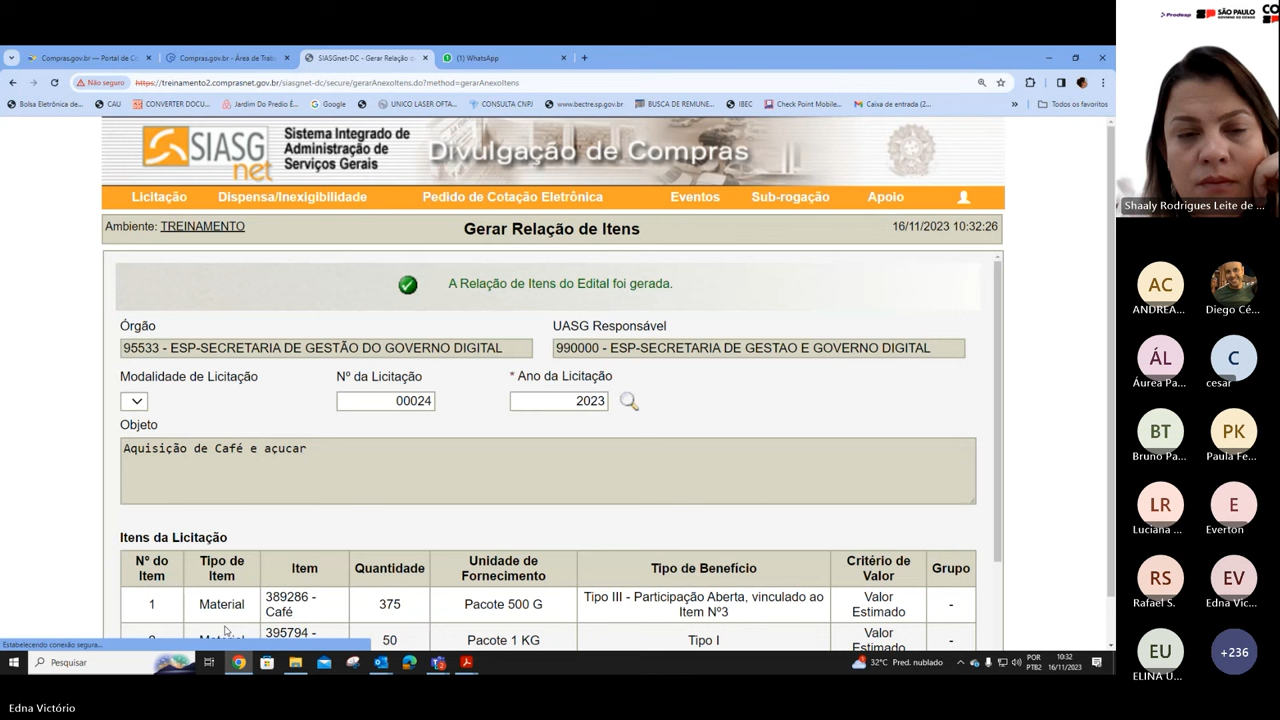 Prodesp SÃO PAULO GOVERNO DO ESTADO CO
Compras.gov.br — Portal de Co Compras.gov.br - Área de Trab SIASGnet-DC - Gerar Relação o (1) WhatsApp
Não seguro https://treinamento2.comprasnet.gov.br/siasgnet-dc/secure/gerarAnexoItens.do?method=gerarAnexoItens
Bolsa Eletrônica de... CAU CONVERTER DOCU... Jardim Do Predio É... Google UNICO LASER OFTA... CONSULTA CNPJ www.bectre.sp.gov.br BUSCA DE REMUNE... IBEC Check Point Mobile... Caixa de entrada (2... » Todos os favoritos
SIASG net
Sistema Integrado de
Administração de
Serviços Gerais
Divulgação de Compras
Licitação Dispensa/Inexigibilidade Pedido de Cotação Eletrônica Eventos Sub-rogação Apoio
Ambiente: TREINAMENTO Gerar Relação de Itens 16/11/2023 10:32:26
A Relação de Itens do Edital foi gerada.
Órgão UASG Responsável
95533 - ESP-SECRETARIA DE GESTÃO DO GOVERNO DIGITAL 990000 - ESP-SECRETARIA DE GESTAO E GOVERNO DIGITAL
Modalidade de Licitação Nº da Licitação * Ano da Licitação
00024 2023
Objeto
Aquisição de Café e açucar
Itens da Licitação
Nº do Item Tipo de Item Item Quantidade Unidade de Fornecimento Tipo de Benefício Critério de Valor Grupo
1 Material 389286 - Café 375 Pacote 500 G Tipo III - Participação Aberta, vinculado ao Item Nº3 Valor Estimado -
2 Material 395794 - 50 Pacote 1 KG Tipo I Valor Estimado -
Estabelecendo conexão segura...
Pesquisar 32°C Pred. nublado POR PTB2 10:32 16/11/2023
Edna Victório
Shaaly Rodrigues Leite de ...
AC ANDREA... Diego Cé...
ÁL Áurea Pa... C cesar
BT Bruno Pa... PK Paula Fe...
LR Luciana ... E Everton
RS Rafael S. EV Edna Vic...
EU ELINA U... +236